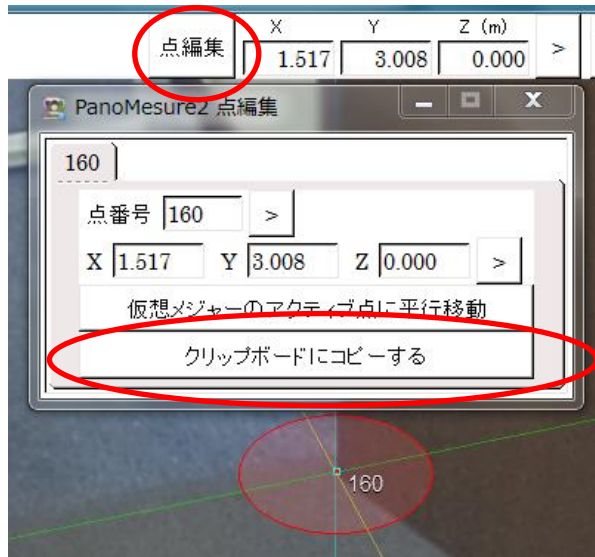 点編集 X Y Z (m)
1.517 3.008 0.000 >
PanoMesure2 点編集
160
点番号 160 >
X 1.517 Y 3.008 Z 0.000 >
仮想メジャーのアクティブ点に平行移動
クリップボードにコピーする
160